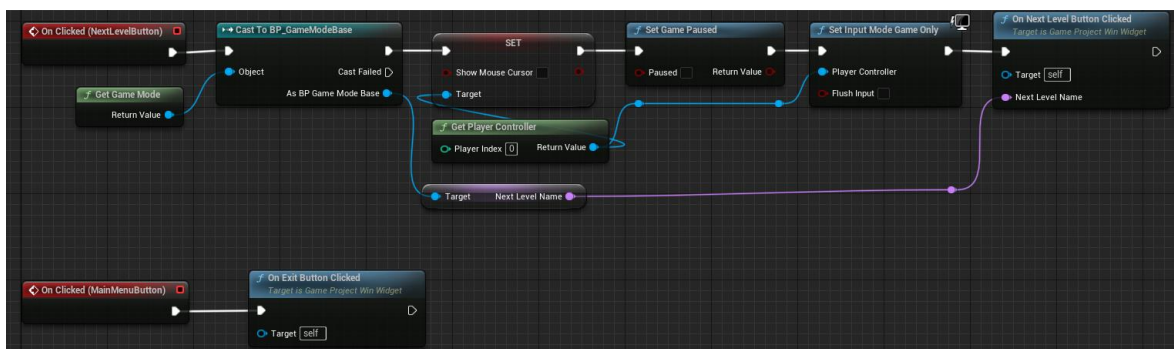 On Clicked (NextLevelButton)
Get Game Mode
Return Value
Cast To BP_GameModeBase
Object
Cast Failed
As BP Game Mode Base
SET
Show Mouse Cursor
Target
Get Player Controller
Player Index 0
Return Value
Target
Next Level Name
Set Game Paused
Paused
Return Value
Set Input Mode Game Only
Player Controller
Flush Input
On Next Level Button Clicked
Target is Game Project Win Widget
Target self
Next Level Name
On Clicked (MainMenuButton)
On Exit Button Clicked
Target is Game Project Win Widget
Target self